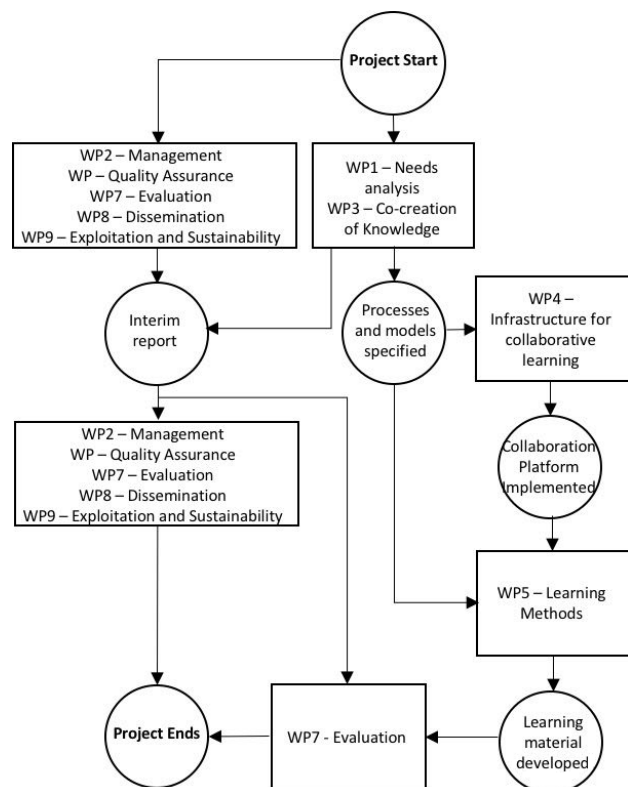 Project Start
WP2 – Management
WP – Quality Assurance
WP7 – Evaluation
WP8 – Dissemination
WP9 – Exploitation and Sustainability
WP1 – Needs
analysis
WP3 – Co-creation
of Knowledge
Interim
report
Processes
and models
specified
WP4 –
Infrastructure for
collaborative
learning
WP2 – Management
WP – Quality Assurance
WP7 – Evaluation
WP8 – Dissemination
WP9 – Exploitation and Sustainability
Collaboration
Platform
Implemented
WP5 – Learning
Methods
Project Ends
WP7 - Evaluation
Learning
material
developed